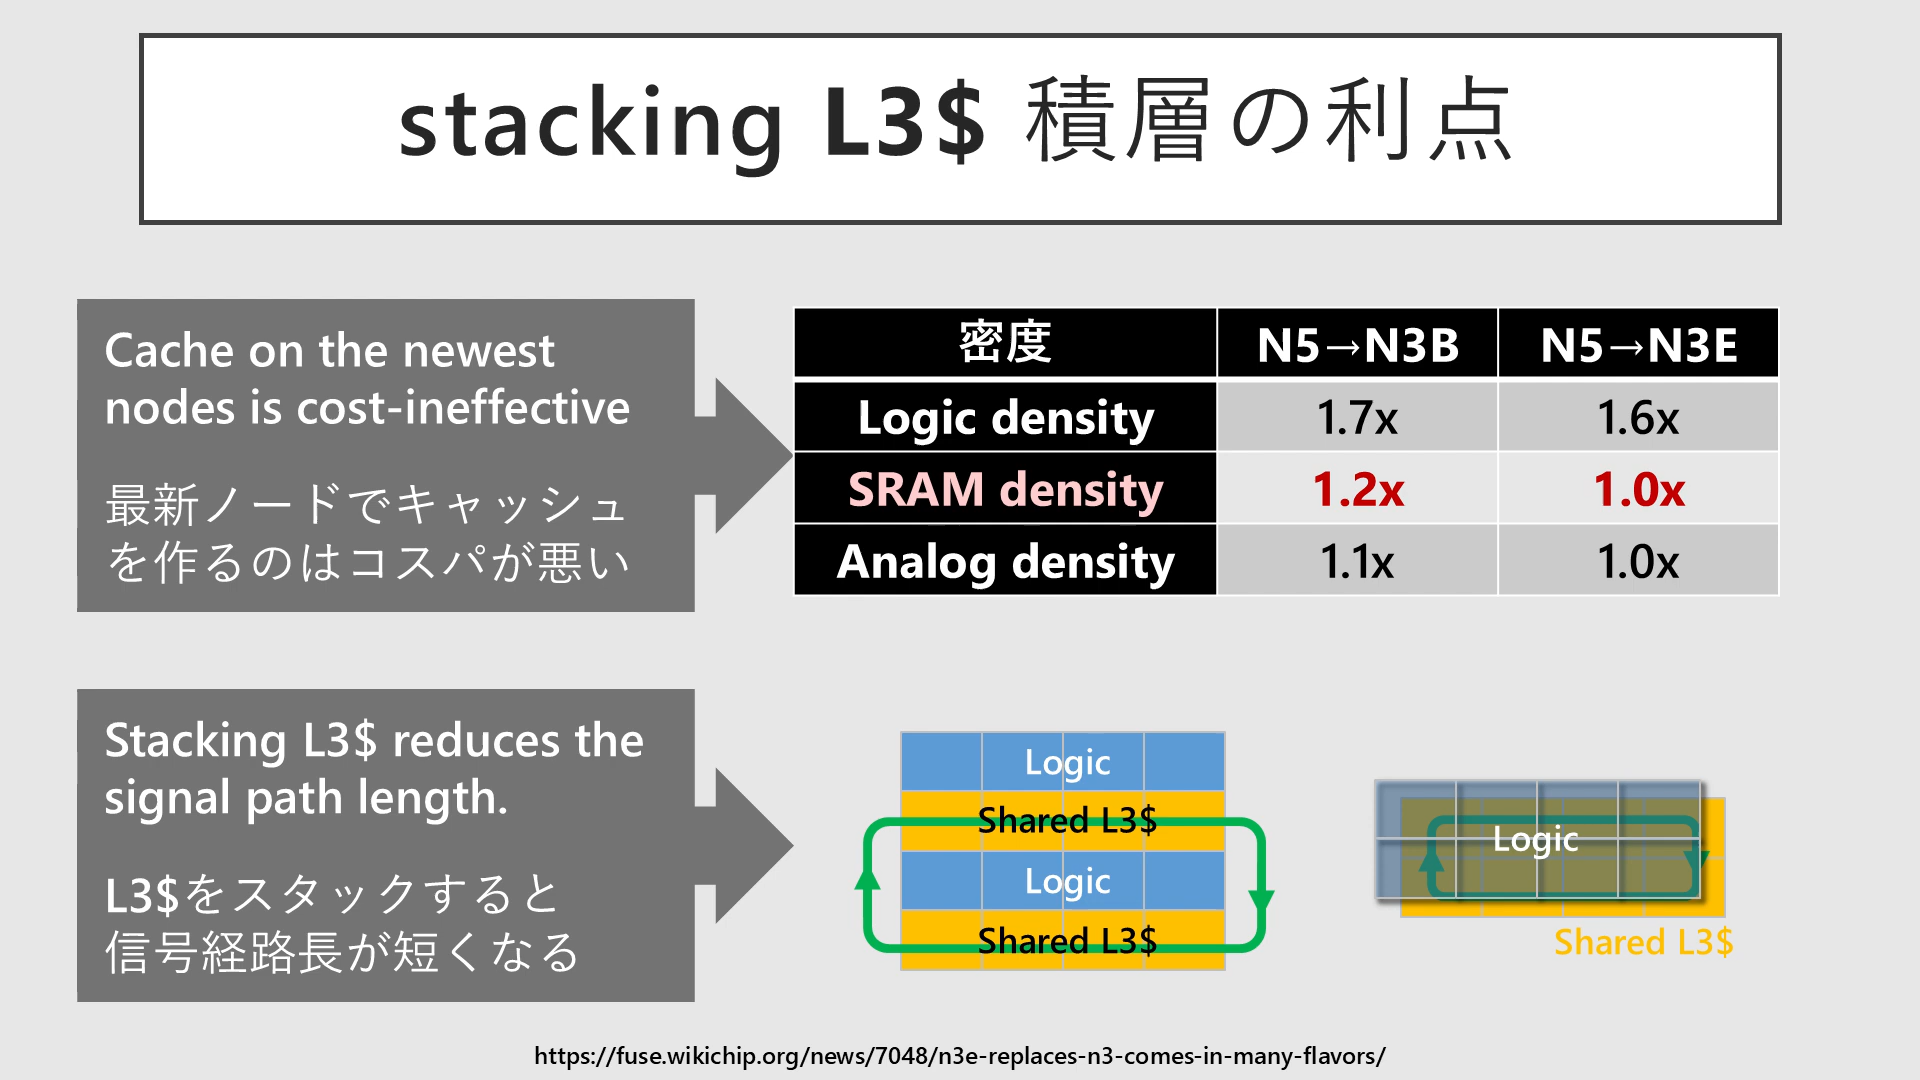 stacking L3$ 積層の利点
Cache on the newest
nodes is cost-ineffective
最新ノードでキャッシュ
を作るのはコスパが悪い
密度 N5→N3B N5→N3E
Logic density 1.7x 1.6x
SRAM density 1.2x 1.0x
Analog density 1.1x 1.0x
Stacking L3$ reduces the
signal path length.
L3$をスタックすると
信号経路長が短くなる
Logic
Shared L3$
Logic
Shared L3$
Logic
Shared L3$
https://fuse.wikichip.org/news/7048/n3e-replaces-n3-comes-in-many-flavors/